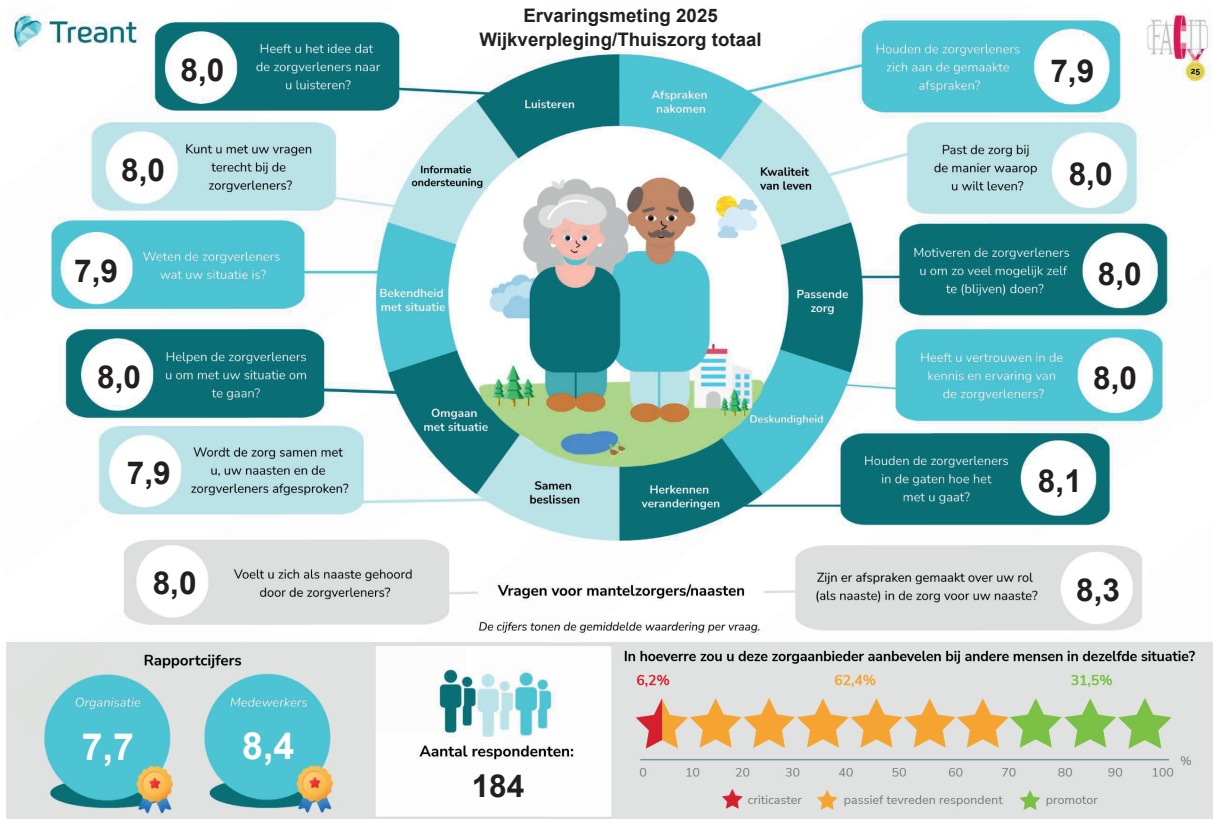 Treant
Ervaringsmeting 2025
Wijkverpleging/Thuiszorg totaal
FACIT
25
8,0
Heeft u het idee dat
de zorgverleners naar
u luisteren?
Houden de zorgverleners
zich aan de gemaakte
afspraken?
7,9
8,0
Kunt u met uw vragen
terecht bij de
zorgverleners?
Past de zorg bij
de manier waarop
u wilt leven?
8,0
7,9
Weten de zorgverleners
wat uw situatie is?
Motiveren de zorgverleners
u om zo veel mogelijk zelf
te (blijven) doen?
8,0
8,0
Helpen de zorgverleners
u om met uw situatie om
te gaan?
Heeft u vertrouwen in de
kennis en ervaring van
de zorgverleners?
8,0
7,9
Wordt de zorg samen met
u, uw naasten en de
zorgverleners afgesproken?
Houden de zorgverleners
in de gaten hoe het
met u gaat?
8,1
Luisteren
Afspraken
nakomen
Informatie
ondersteuning
Kwaliteit
van leven
Bekendheid
met situatie
Passende
zorg
Omgaan
met situatie
Deskundigheid
Samen
beslissen
Herkennen
veranderingen
8,0
Voelt u zich als naaste gehoord
door de zorgverleners?
Vragen voor mantelzorgers/naasten
Zijn er afspraken gemaakt over uw rol
(als naaste) in de zorg voor uw naaste?
8,3
De cijfers tonen de gemiddelde waardering per vraag.
Rapportcijfers
Organisatie
7,7
Medewerkers
8,4
Aantal respondenten:
184
In hoeverre zou u deze zorgaanbieder aanbevelen bij andere mensen in dezelfde situatie?
6,2% 62,4% 31,5%
0 10 20 30 40 50 60 70 80 90 100 %
criticaster passief tevreden respondent promotor